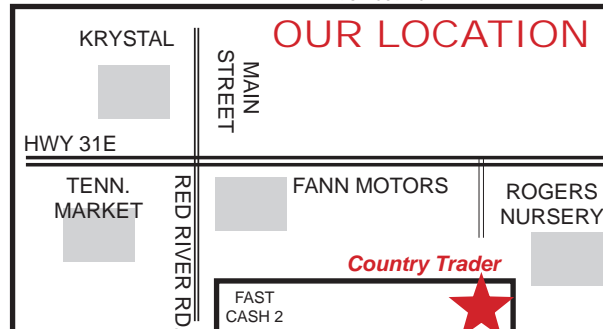 OUR LOCATION
KRYSTAL
MAIN
STREET
HWY 31E
TENN.
MARKET
RED RIVER RD.
FANN MOTORS
ROGERS
NURSERY
Country Trader
FAST
CASH 2